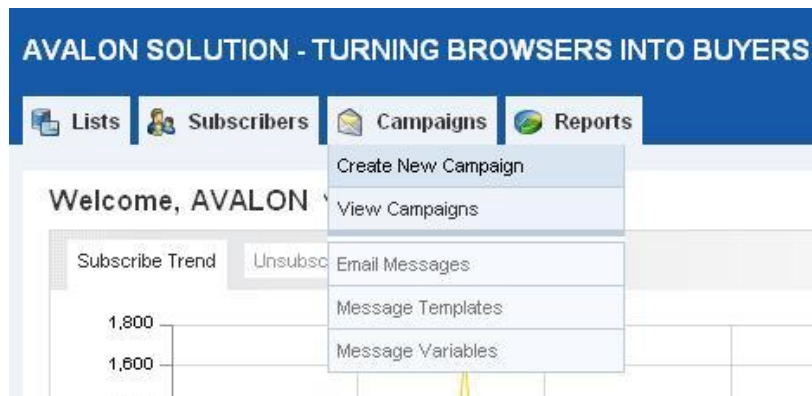 AVALON SOLUTION - TURNING BROWSERS INTO BUYERS
Lists Subscribers Campaigns Reports
Create New Campaign
Welcome, AVALON
View Campaigns
Subscribe Trend
Email Messages
Message Templates
1,800
Message Variables
1,600